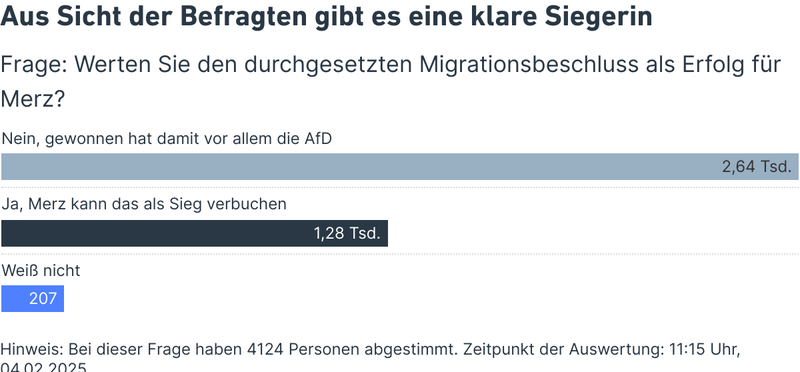 Aus Sicht der Befragten gibt es eine klare Siegerin
Frage: Werten Sie den durchgesetzten Migrationsbeschluss als Erfolg für
Merz?
Nein, gewonnen hat damit vor allem die AfD
2,64 Tsd.
Ja, Merz kann das als Sieg verbuchen
1,28 Tsd.
Weiß nicht
207
Hinweis: Bei dieser Frage haben 4124 Personen abgestimmt. Zeitpunkt der Auswertung: 11:15 Uhr,
04.02.2025